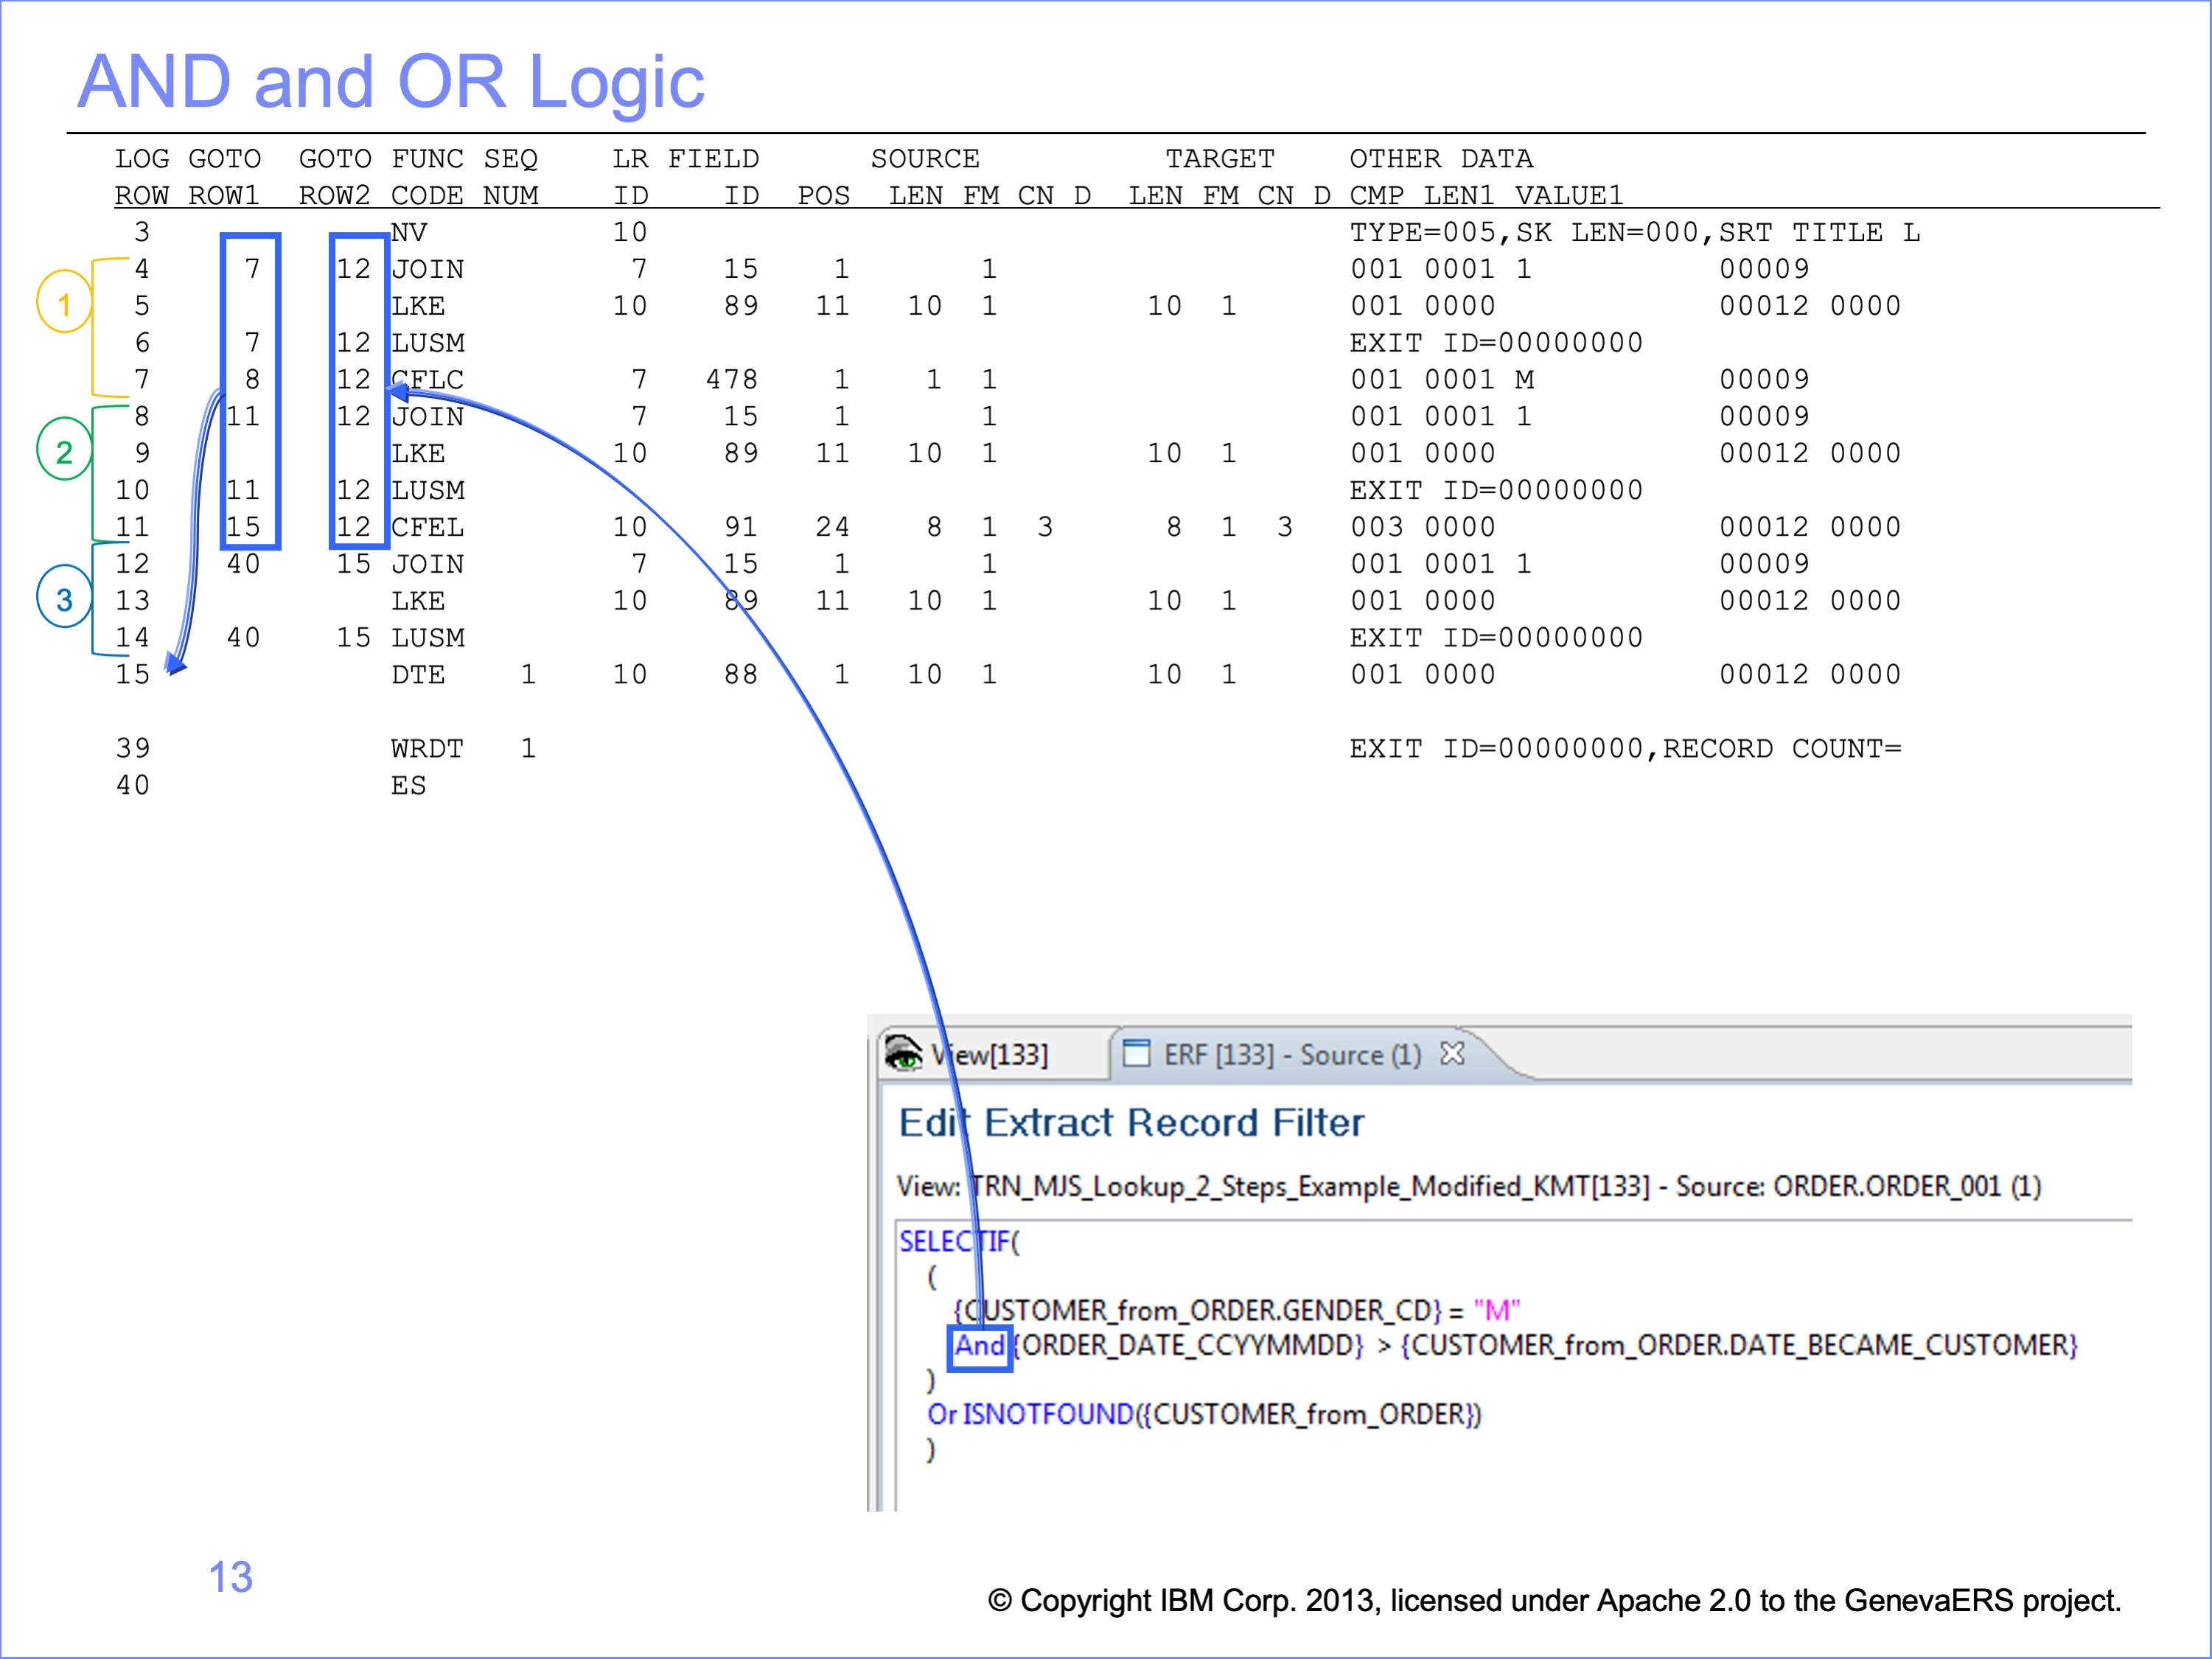 AND and OR Logic
LOG GOTO  GOTO FUNC SEQ    LR FIELD      SOURCE          TARGET    OTHER DATA
ROW ROW1  ROW2 CODE NUM    ID    ID  POS  LEN FM CN D  LEN FM CN D CMP LEN1 VALUE1
3 NV 10 TYPE=005,SK LEN=000,SRT TITLE L
4 7 12 JOIN 7 15 1 1 001 0001 1 00009
5 LKE 10 89 11 10 1 10 1 001 0000 00012 0000
6 7 12 LUSM EXIT ID=00000000
7 8 12 CFLC 7 478 1 1 1 001 0001 M 00009
8 11 12 JOIN 7 15 1 1 001 0001 1 00009
9 LKE 10 89 11 10 1 10 1 001 0000 00012 0000
10 11 12 LUSM EXIT ID=00000000
11 15 12 CFEL 10 91 24 8 1 3 8 1 3 003 0000 00012 0000
12 40 15 JOIN 7 15 1 1 001 0001 1 00009
13 LKE 10 89 11 10 1 10 1 001 0000 00012 0000
14 40 15 LUSM EXIT ID=00000000
15 DTE 1 10 88 1 10 1 10 1 001 0000 00012 0000
39 WRDT 1 EXIT ID=00000000,RECORD COUNT=
40 ES
1
2
3
View[133] ERF [133] - Source (1)
Edit Extract Record Filter
View: TRN_MJS_Lookup_2_Steps_Example_Modified_KMT[133] - Source: ORDER.ORDER_001 (1)
SELECTIF(
(
{CUSTOMER_from_ORDER.GENDER_CD} = "M"
And {ORDER_DATE_CCYYMMDD} > {CUSTOMER_from_ORDER.DATE_BECAME_CUSTOMER}
)
Or ISNOTFOUND({CUSTOMER_from_ORDER})
)
13
© Copyright IBM Corp. 2013, licensed under Apache 2.0 to the GenevaERS project.